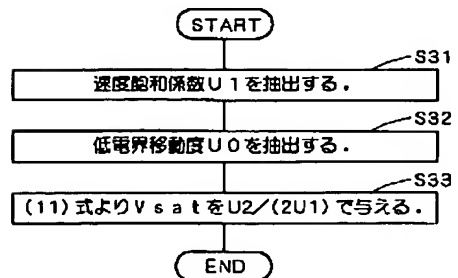 START
S31
速度飽和係数U1を抽出する.
S32
低電界移動度U0を抽出する.
S33
(11)式よりVsatをU2/(2U1)で与える.
END